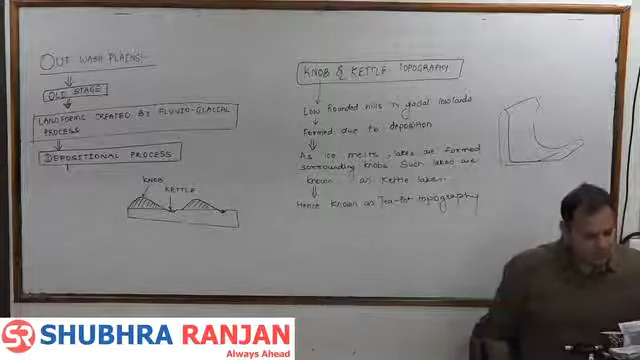 OUT WASH PLAINS:-
OLD STAGE
LANDFORMS CREATED BY FLUVIO-GLACIAL
PROCESS
DEPOSITIONAL PROCESS
KNOB
KETTLE
KNOB & KETTLE TOPOGRAPHY
Low Rounded hills in glacial lowlands
Formed due to deposition
As ice melts, lakes are formed
surrounding knobs. Such lakes are
known as Kettle lakes.
Hence Known as Tea-Pot topography
SR SHUBHRA RANJAN
Always Ahead